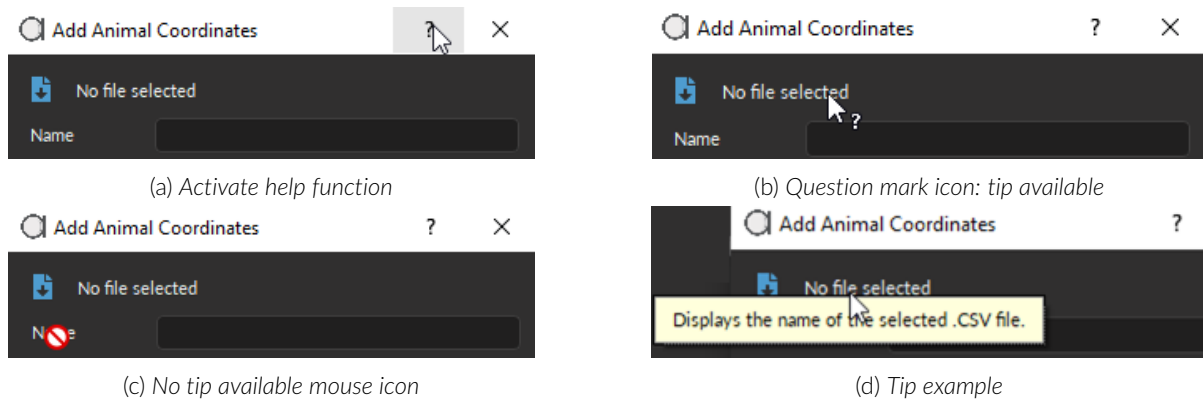 Add Animal Coordinates ?
No file selected
Name
(a) Activate help function
Add Animal Coordinates ?
No file selected
?
Name
(b) Question mark icon: tip available
Add Animal Coordinates ?
No file selected
N e
(c) No tip available mouse icon
Add Animal Coordinates ?
No file selected
Displays the name of the selected .CSV file.
(d) Tip example